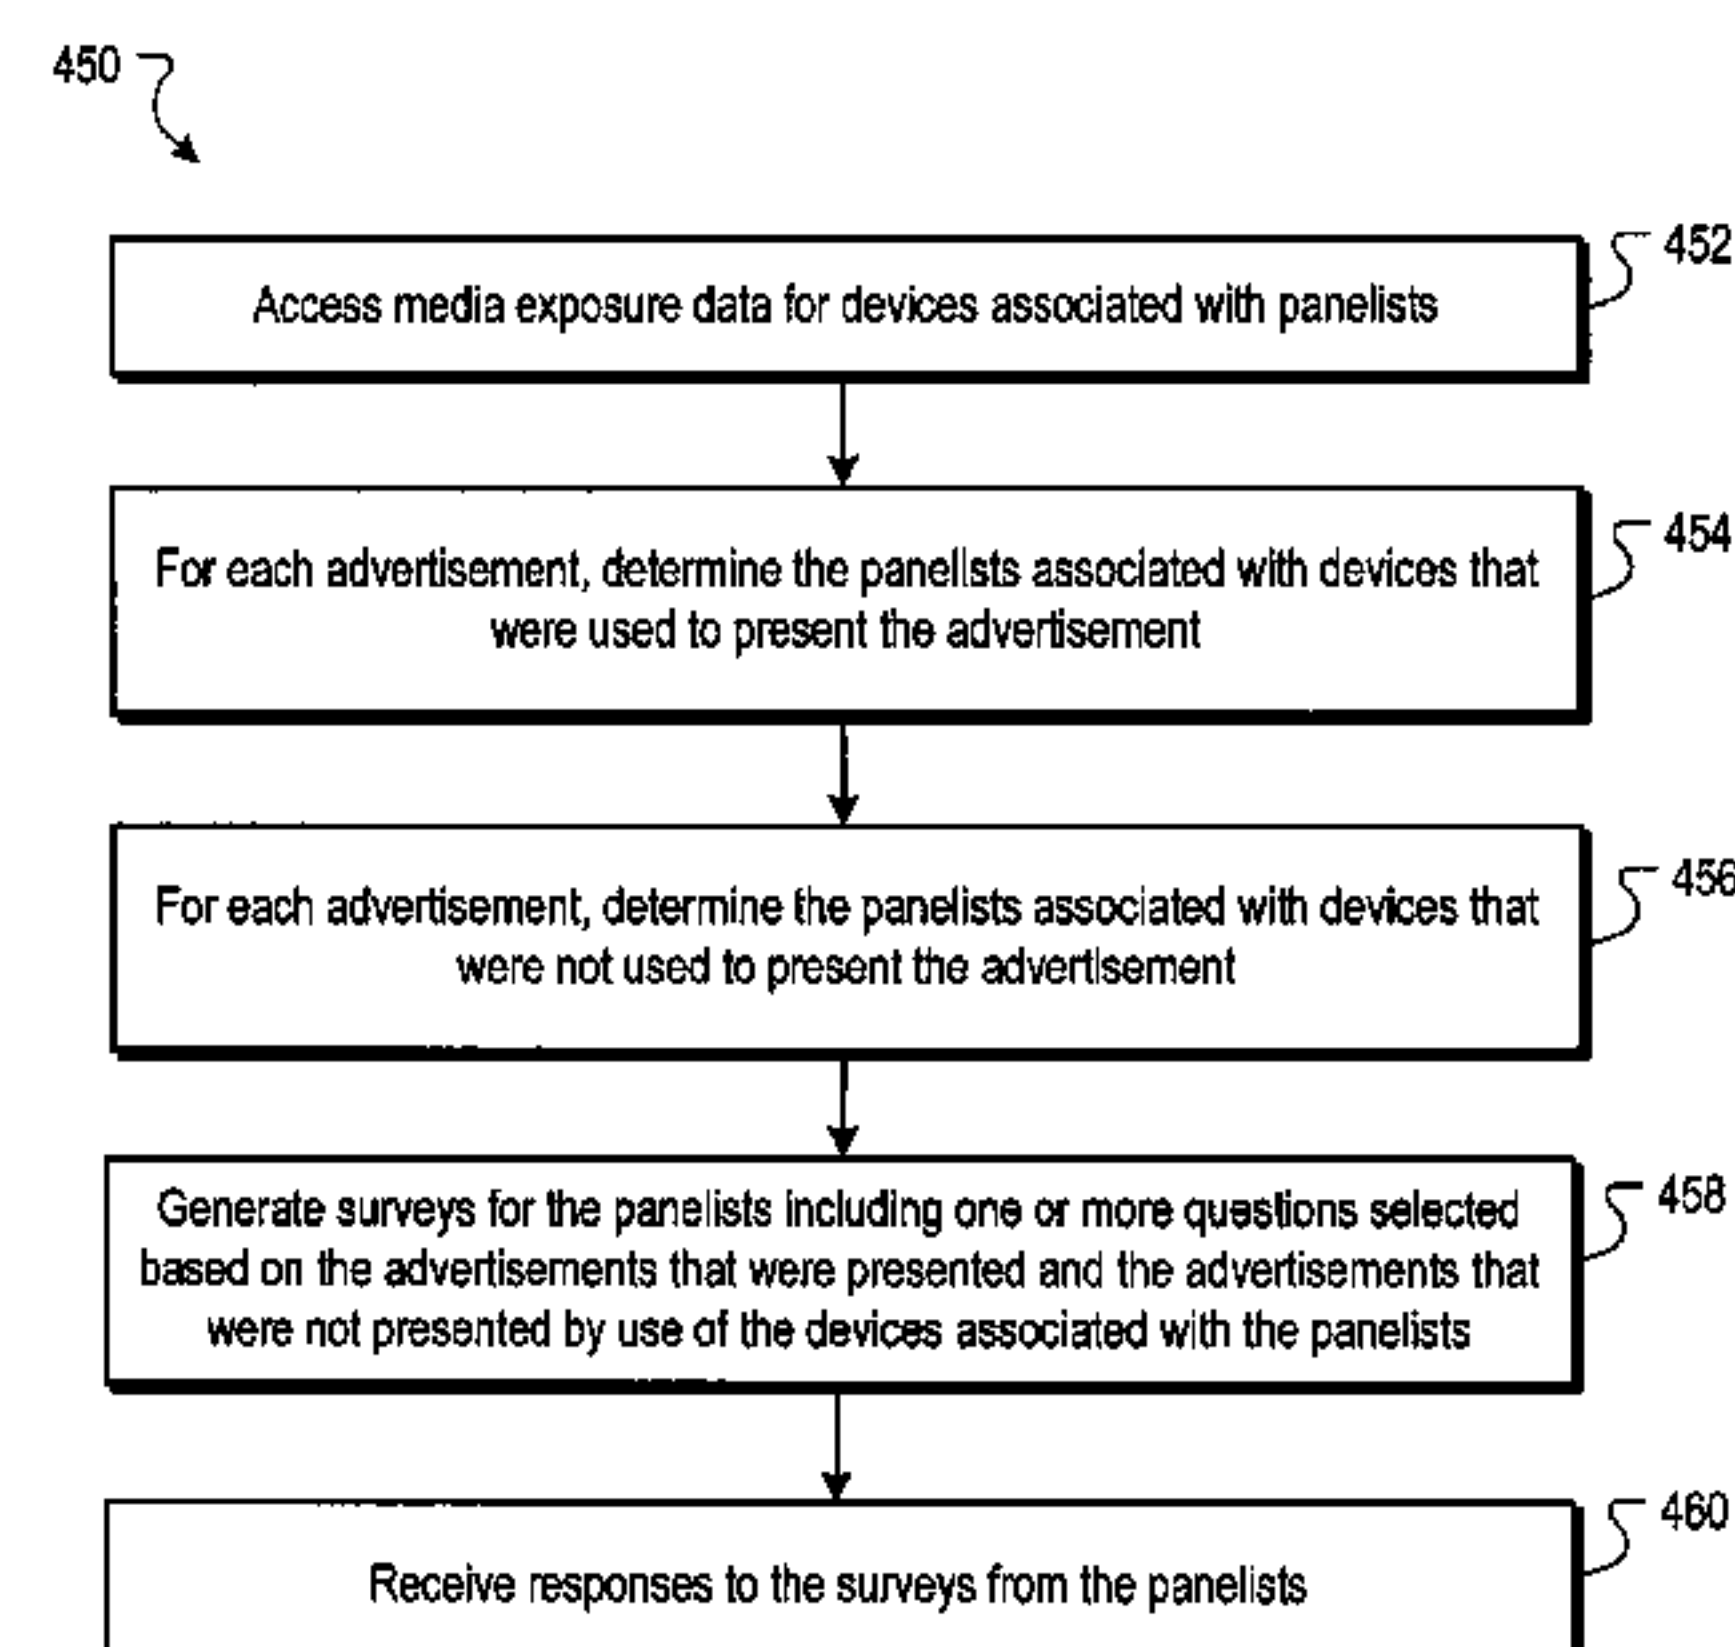 450
452
Access media exposure data for devices associated with panelists
454
For each advertisement, determine the panelists associated with devices that
were used to present the advertisement
456
For each advertisement, determine the panelists associated with devices that
were not used to present the advertisement
458
Generate surveys for the panelists including one or more questions selected
based on the advertisements that were presented and the advertisements that
were not presented by use of the devices associated with the panelists
460
Receive responses to the surveys from the panelists